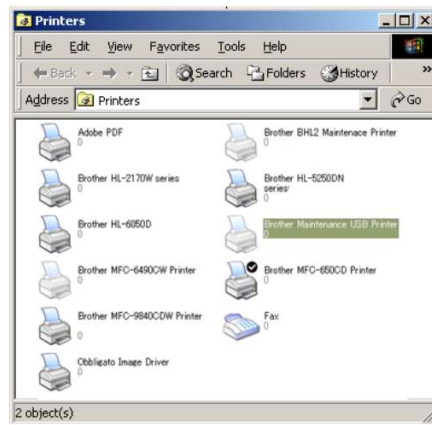 Printers
File Edit View Favorites Tools Help
Back Search Folders History »
Address Printers Go
Adobe PDF
0
Brother BHL2 Maintenace Printer
0
Brother HL-2170W series
0
Brother HL-5250DN
series
0
Brother HL-6050D
0
Brother Maintenance USB Printer
0
Brother MFC-6490CW Printer
0
Brother MFC-650CD Printer
0
Brother MFC-9840CDW Printer
0
Fax
0
Obbligato Image Driver
0
2 object(s)